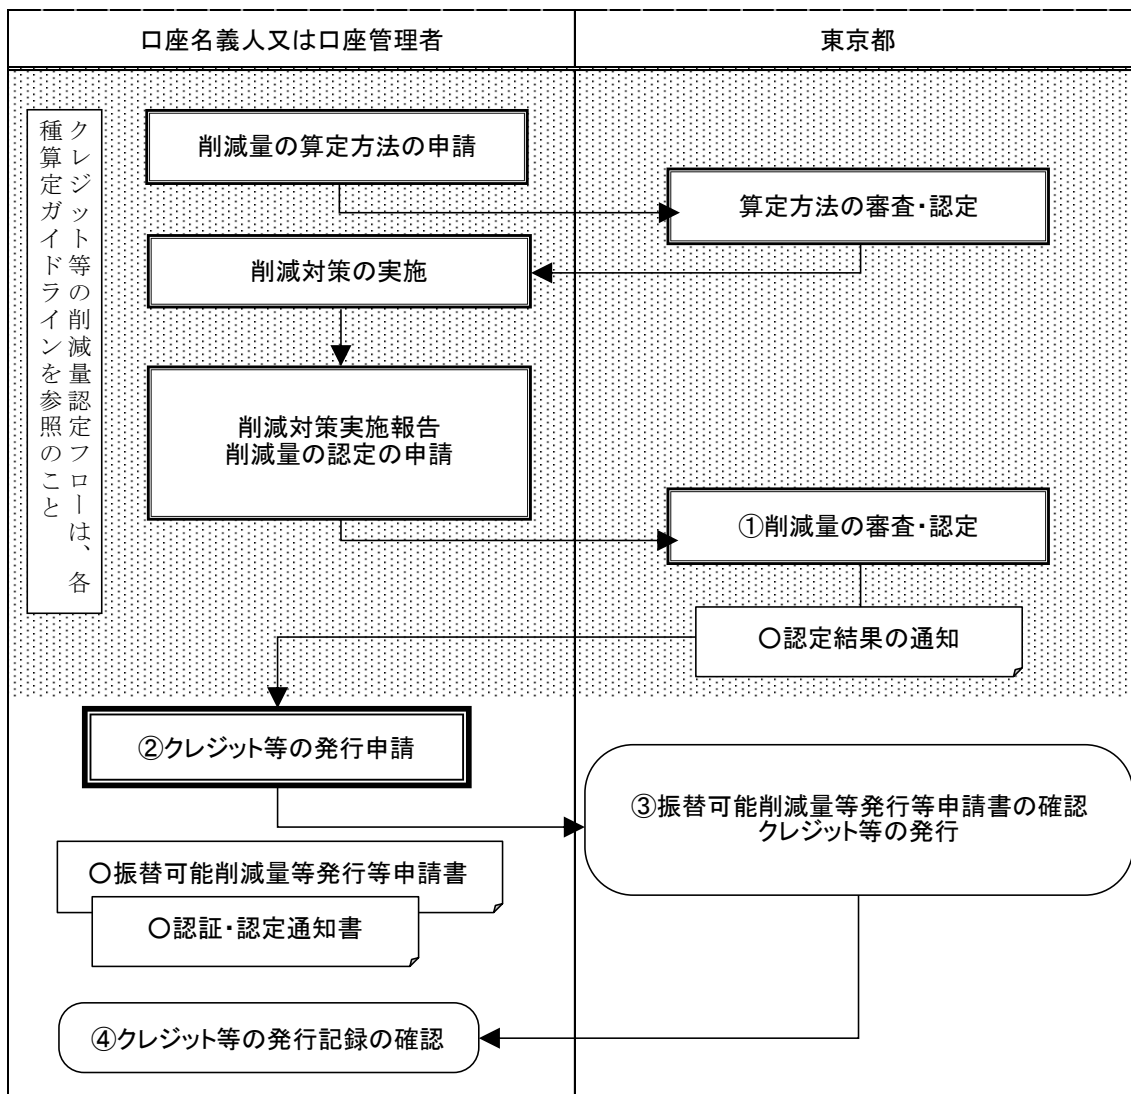 口座名義人又は口座管理者
東京都
クレジット等の削減量認定フローは、各
種算定ガイドラインを参照のこと
削減量の算定方法の申請
算定方法の審査・認定
削減対策の実施
削減対策実施報告
削減量の認定の申請
①削減量の審査・認定
〇認定結果の通知
②クレジット等の発行申請
③振替可能削減量等発行等申請書の確認
クレジット等の発行
〇振替可能削減量等発行等申請書
〇認証・認定通知書
④クレジット等の発行記録の確認